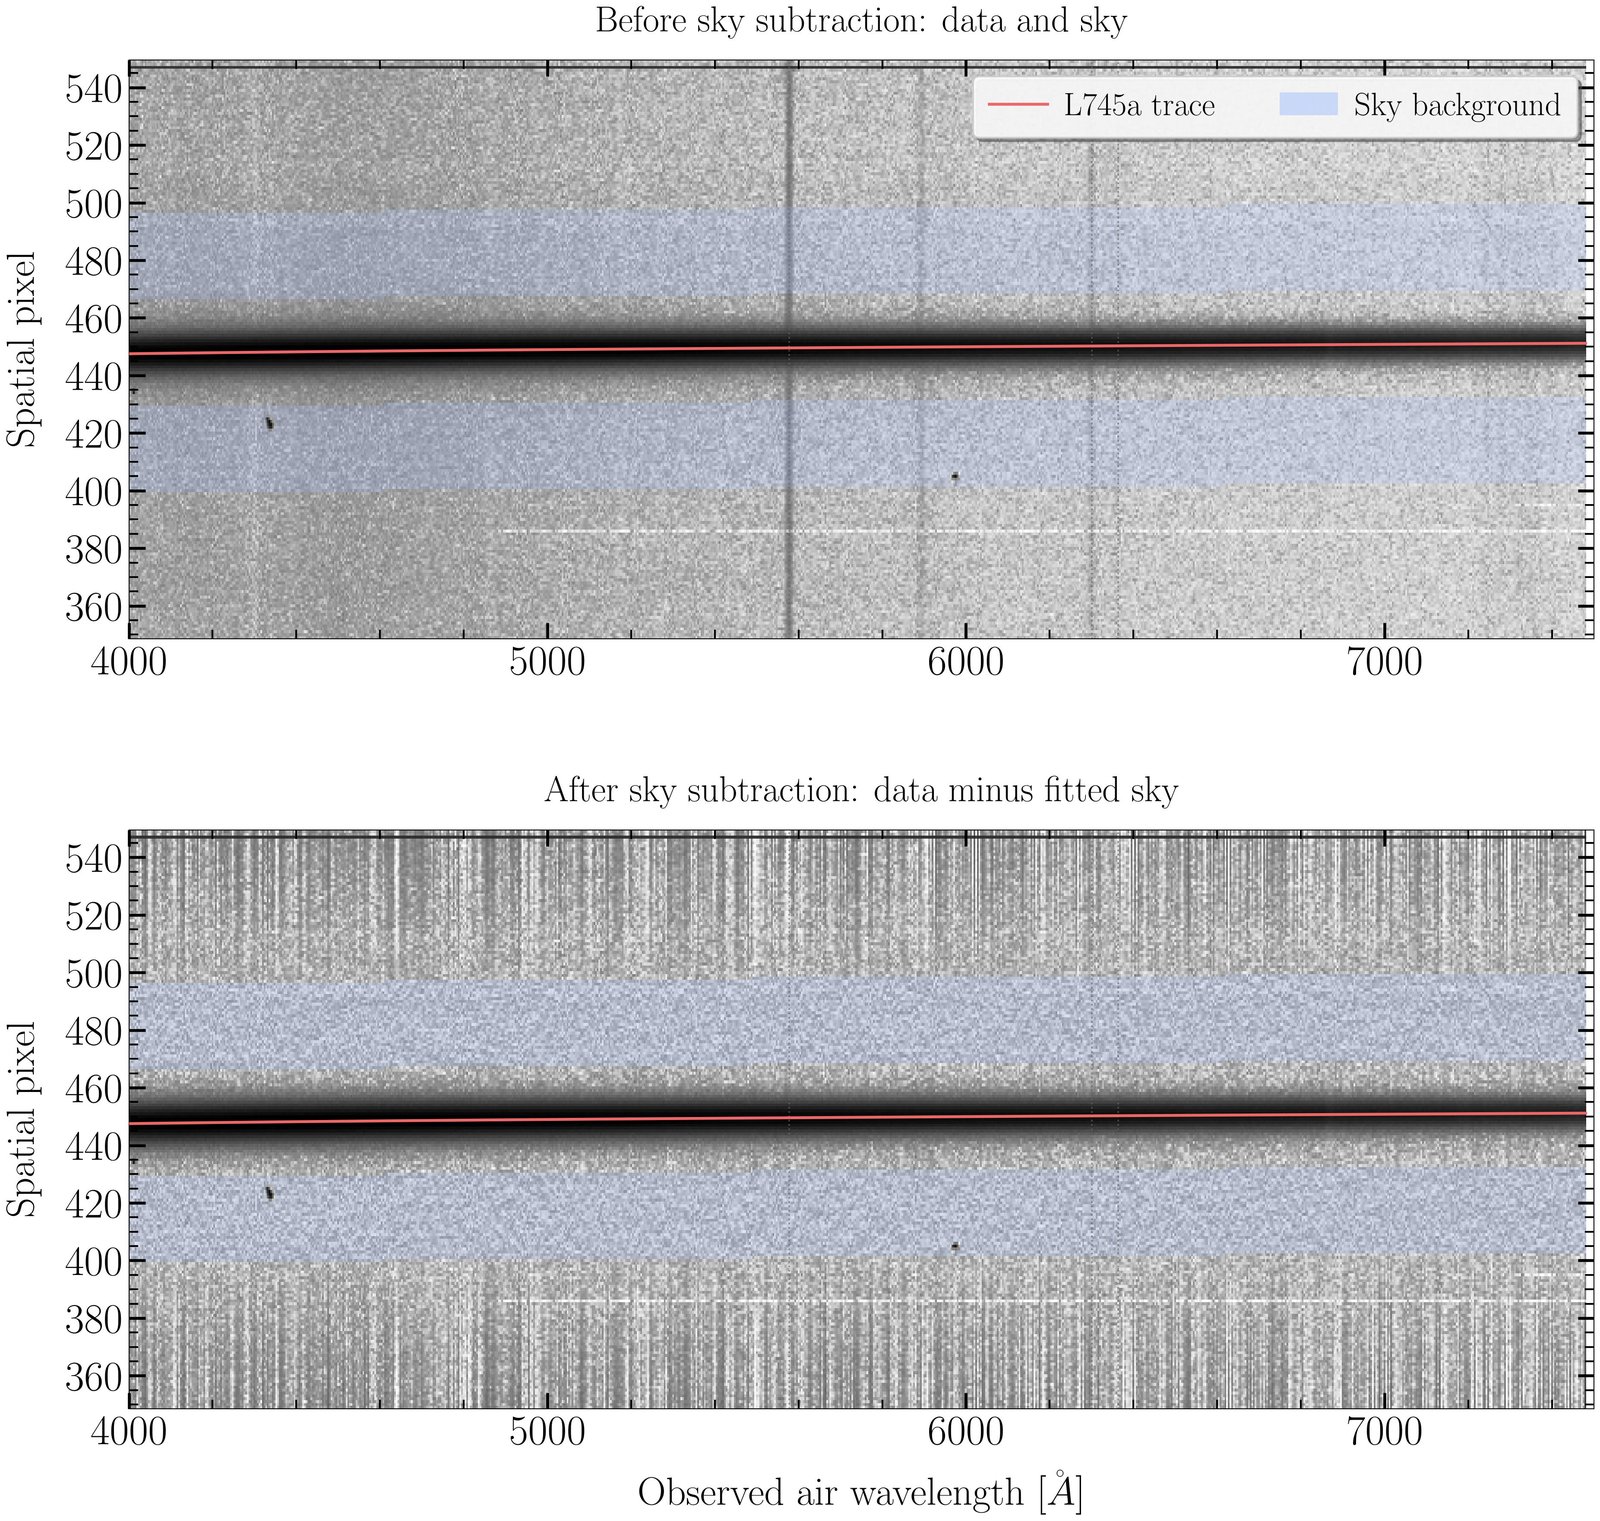 Before sky subtraction: data and sky
L745a trace
Sky background
540
520
500
480
460
440
420
400
380
360
Spatial pixel
4000 5000 6000 7000
After sky subtraction: data minus fitted sky
540
520
500
480
460
440
420
400
380
360
Spatial pixel
4000 5000 6000 7000
Observed air wavelength [Å]